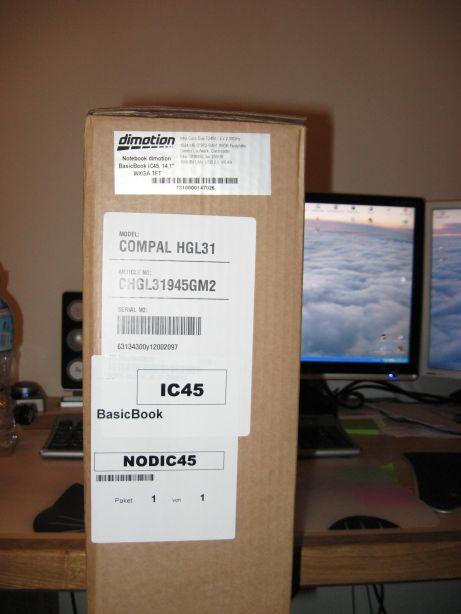 dimotion
Notebook dimotion
BasicBook IC45, 14.1"
WXGA TFT
7310000147026
MODEL:
COMPAL HGL31
ARTICLE NO:
CHGL31945GM2
SERIAL NO:
63134300y12002097
IC45
BasicBook
NODIC45
Paket 1 von 1